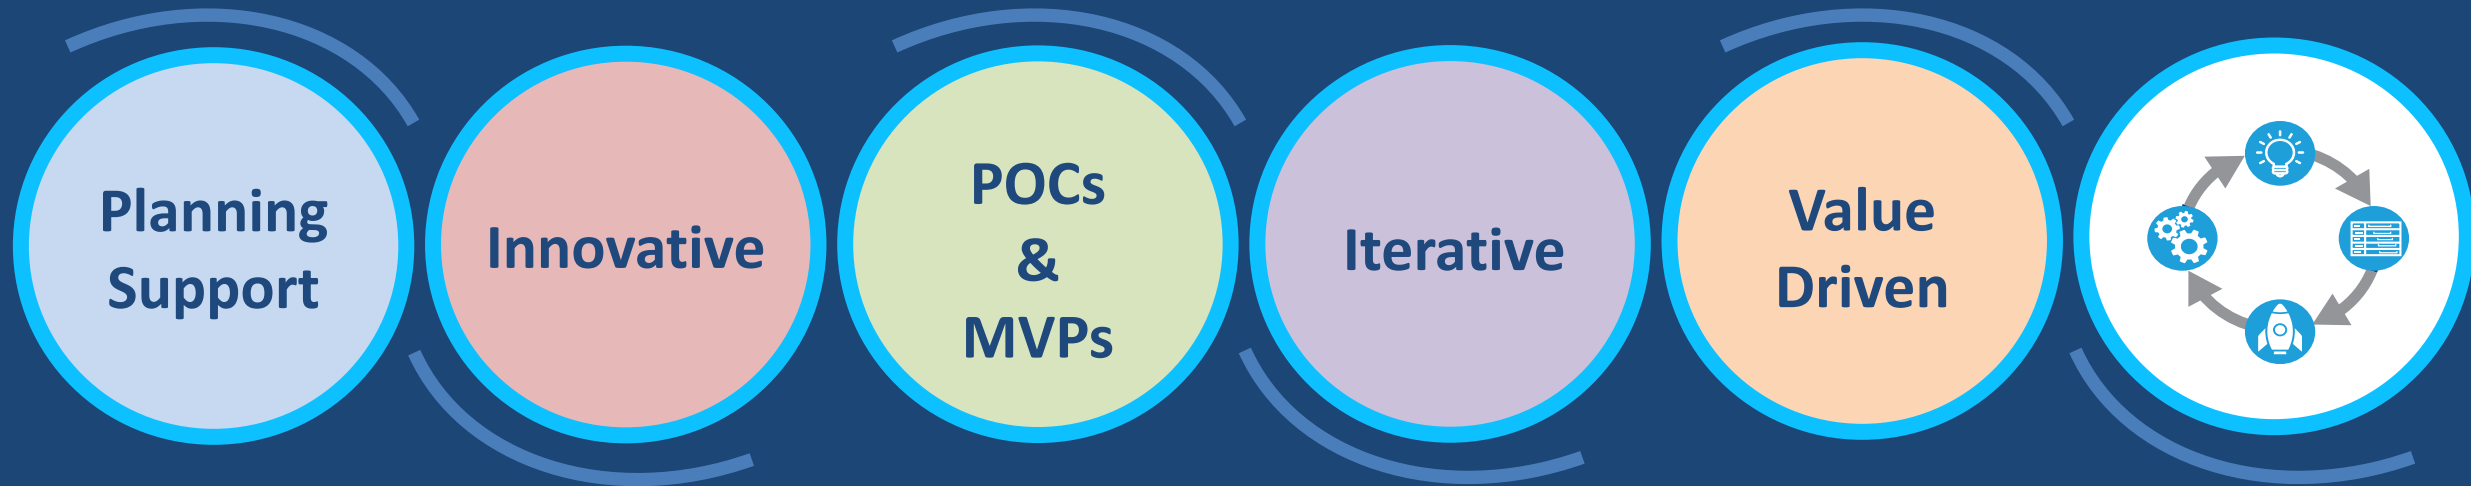 Planning
Support
Innovative
POCs
&
MVPs
Iterative
Value
Driven